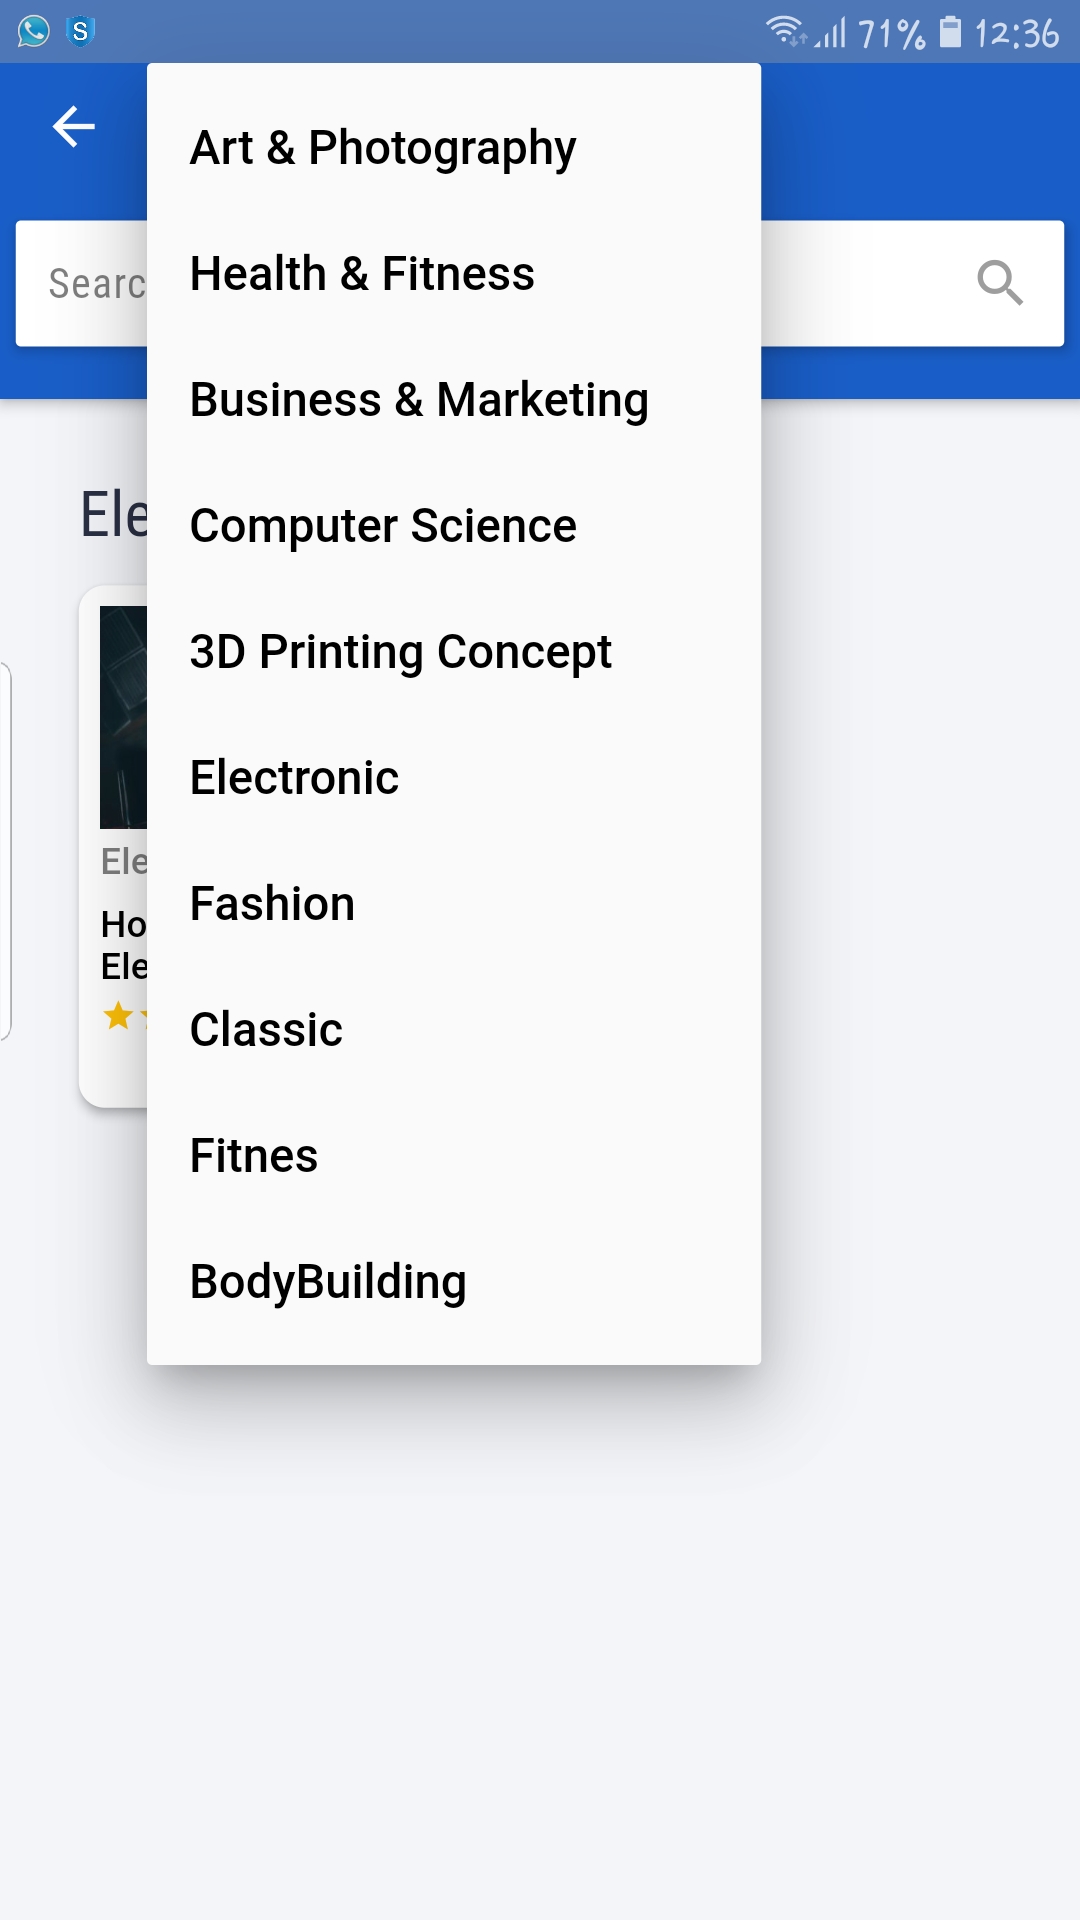 71% 12:36
Art & Photography
Health & Fitness
Searc
Business & Marketing
Ele
Computer Science
3D Printing Concept
Electronic
Ele
Fashion
Ho
Ele
Classic
Fitnes
BodyBuilding